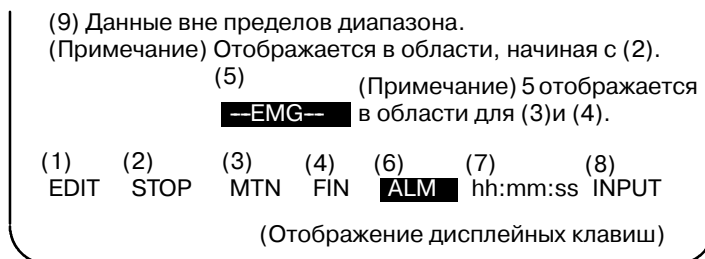 (9) Данные вне пределов диапазона.
(Примечание) Отображается в области, начиная с (2).
(5) (Примечание) 5 отображается
--EMG-- в области для (3)и (4).
(1) (2) (3) (4) (6) (7) (8)
EDIT STOP MTN FIN ALM hh:mm:ss INPUT
(Отображение дисплейных клавиш)